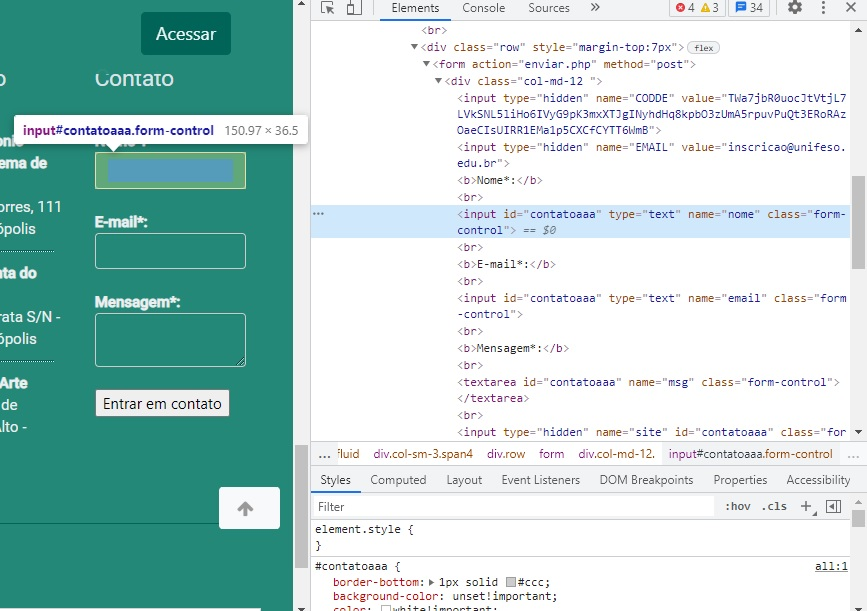 Acessar
Contato
input#contatoaaa.form-control 150.97 × 36.5
ema de
orres, 111
ópolis
E-mail*:
nta do
Mensagem*:
rata S/N -
ópolis
Arte
de
Alto -
Entrar em contato
Elements Console Sources » 4 3 34
<br>
<div class="row" style="margin-top:7px"> flex
<form action="enviar.php" method="post">
<div class="col-md-12 ">
<input type="hidden" name="CODDE" value="TWa7jbR0uocJtVtjL7
LVkSNL5liHo6IVyG9pK3mxXTJgINyhdHq8kpbO3zUmA5rpuvPuQt3ERoRAz
OaeCIsUIRR1EMa1p5CXCfCYTT6WmB">
<input type="hidden" name="EMAIL" value="inscricao@unifeso.
edu.br">
<b>Nome*:</b>
<br>
<input id="contatoaaa" type="text" name="nome" class="form-
control"> == $0
<br>
<b>E-mail*:</b>
<br>
<input id="contatoaaa" type="text" name="email" class="form
-control">
<br>
<b>Mensagem*:</b>
<br>
<textarea id="contatoaaa" name="msg" class="form-control">
</textarea>
<br>
<input type="hidden" name="site" id="contatoaaa" class="for
... fluid div.col-sm-3.span4 div.row form div.col-md-12. input#contatoaaa.form-control ...
Styles Computed Layout Event Listeners DOM Breakpoints Properties Accessibility
Filter :hov .cls +
element.style {
}
#contatoaaa { all:1
border-bottom: 1px solid #ccc;
background-color: unset!important;
color: white!important;